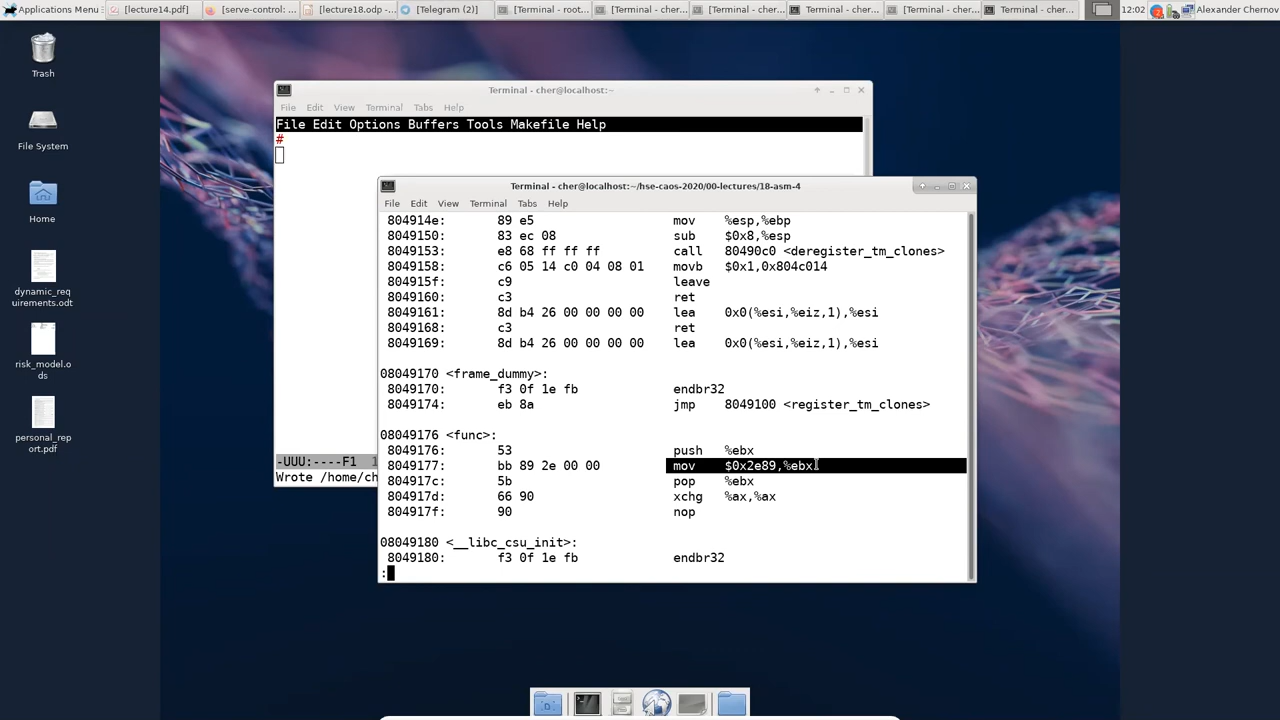 Applications Menu
[lecture14.pdf]
[serve-control: ...
[lecture18.odp -...
[Telegram (2)]
[Terminal - root...
[Terminal - cher...
[Terminal - cher...
Terminal - cher...
[Terminal - cher...
Terminal - cher...
12:02
Alexander Chernov
Trash
File System
Home
dynamic_req
uirements.odt
risk_model.o
ds
personal_rep
ort.pdf
Terminal - cher@localhost:~
File Edit View Terminal Tabs Help
File Edit Options Buffers Tools Makefile Help
#
-UUU:----F1 1
Wrote /home/ch
Terminal - cher@localhost:~/hse-caos-2020/00-lectures/18-asm-4
File Edit View Terminal Tabs Help
804914e: 89 e5 mov %esp,%ebp
8049150: 83 ec 08 sub $0x8,%esp
8049153: e8 68 ff ff ff call 80490c0 <deregister_tm_clones>
8049158: c6 05 14 c0 04 08 01 movb $0x1,0x804c014
804915f: c9 leave
8049160: c3 ret
8049161: 8d b4 26 00 00 00 00 lea 0x0(%esi,%eiz,1),%esi
8049168: c3 ret
8049169: 8d b4 26 00 00 00 00 lea 0x0(%esi,%eiz,1),%esi
08049170 <frame_dummy>:
8049170: f3 0f 1e fb endbr32
8049174: eb 8a jmp 8049100 <register_tm_clones>
08049176 <func>:
8049176: 53 push %ebx
8049177: bb 89 2e 00 00 mov $0x2e89,%ebx
804917c: 5b pop %ebx
804917d: 66 90 xchg %ax,%ax
804917f: 90 nop
08049180 <__libc_csu_init>:
8049180: f3 0f 1e fb endbr32
: